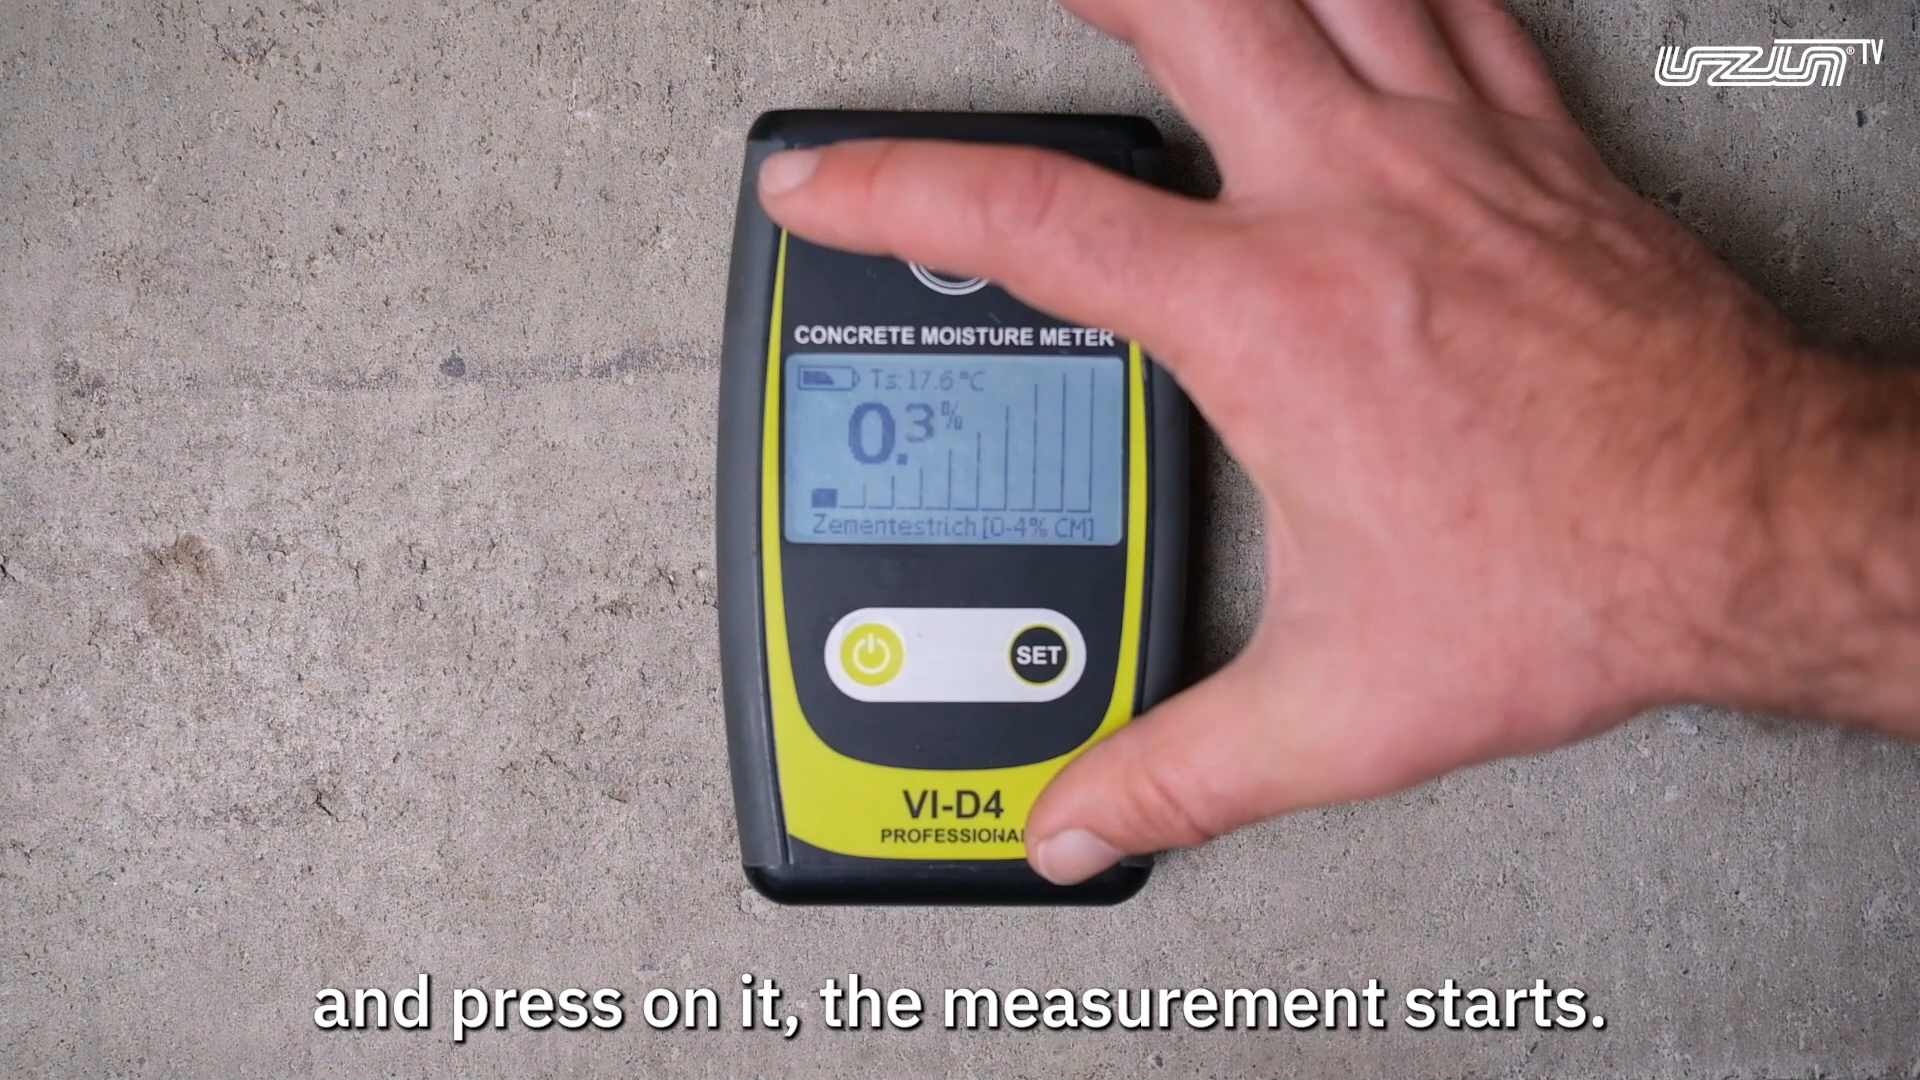 UZIN® TV
CONCRETE MOISTURE METER
Ts: 17.6 °C
0.3%
Zementestrich [0-4% CM]
SET
VI-D4
PROFESSIONAL
and press on it, the measurement starts.